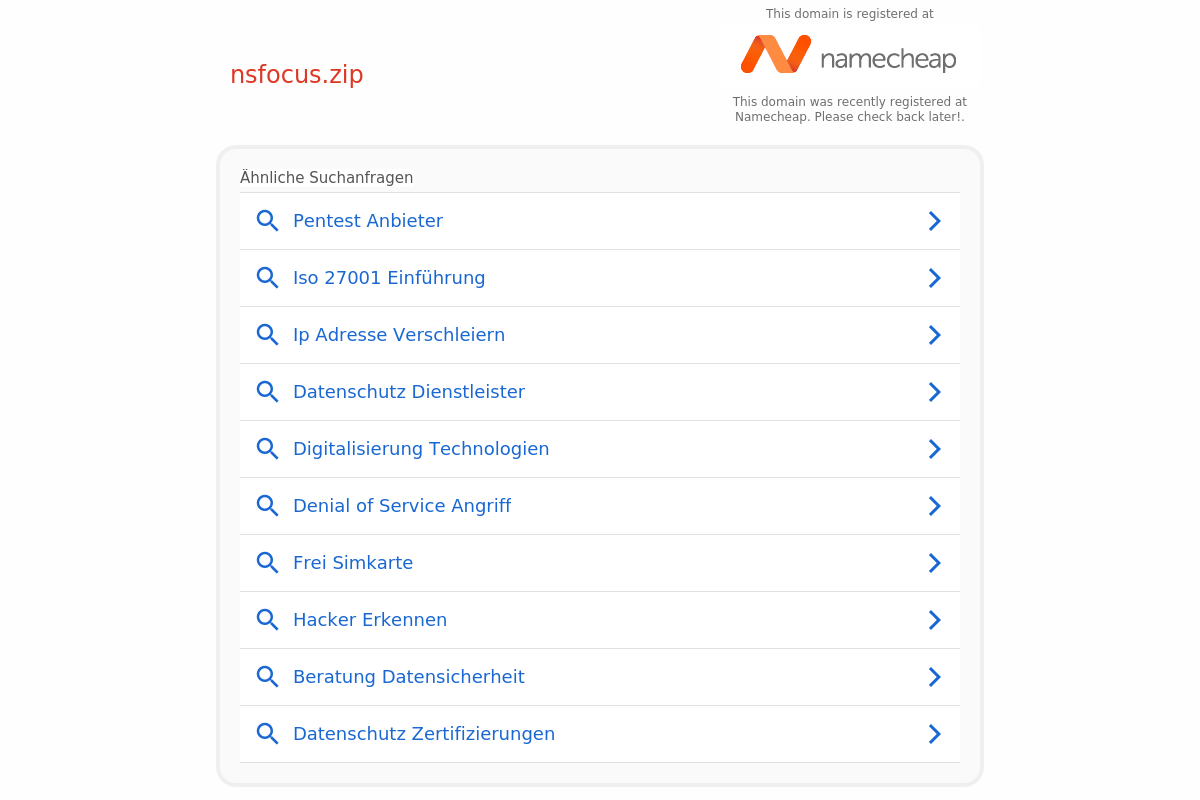 This domain is registered at
namecheap
nsfocus.zip
This domain was recently registered at
Namecheap. Please check back later!.
Ähnliche Suchanfragen
Pentest Anbieter
Iso 27001 Einführung
Ip Adresse Verschleiern
Datenschutz Dienstleister
Digitalisierung Technologien
Denial of Service Angriff
Frei Simkarte
Hacker Erkennen
Beratung Datensicherheit
Datenschutz Zertifizierungen